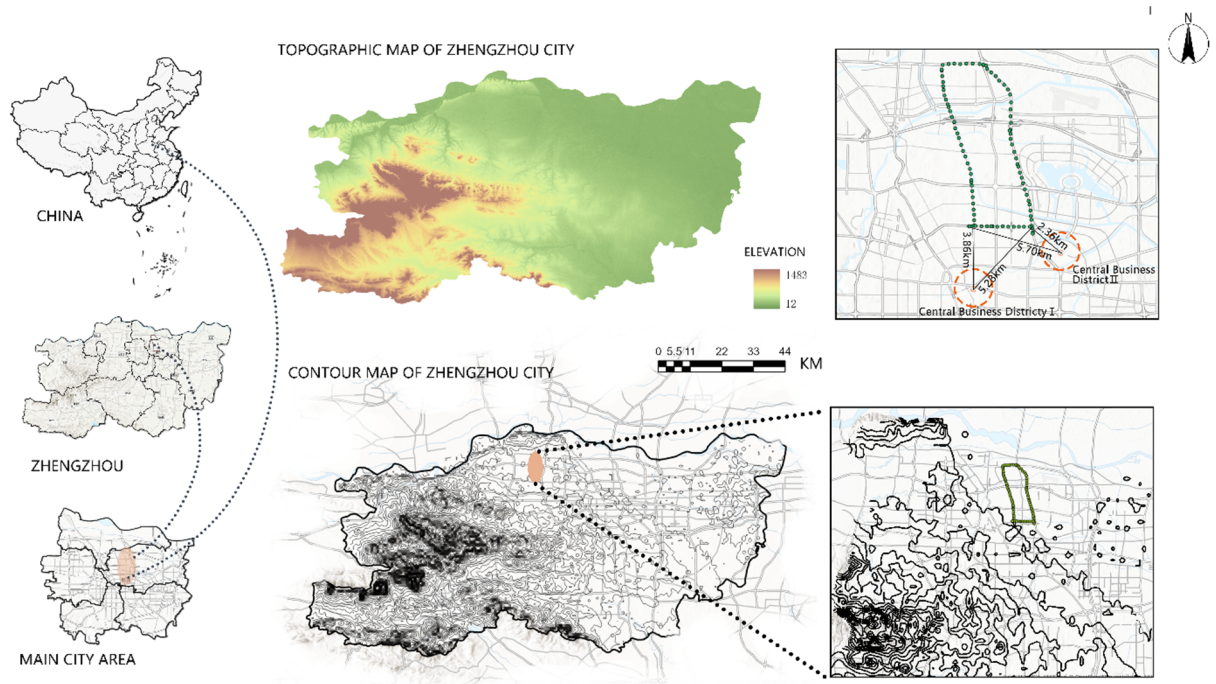 N
TOPOGRAPHIC MAP OF ZHENGZHOU CITY
CHINA
ELEVATION
1483
12
3.86km
5.28km
5.70km
2.36km
Central Business
District II
Central Business Districty I
0 5.5 11 22 33 44
KM
CONTOUR MAP OF ZHENGZHOU CITY
ZHENGZHOU
MAIN CITY AREA